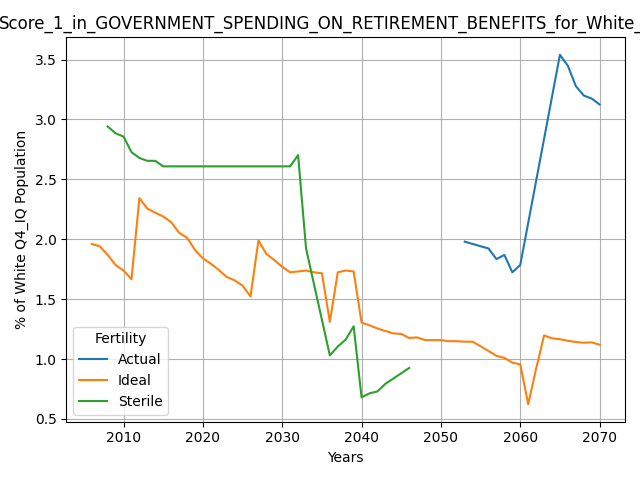 Score_1_in_GOVERNMENT_SPENDING_ON_RETIREMENT_BENEFITS_for_White_
3.5
3.0
2.5
2.0
1.5
1.0
0.5
% of White Q4_IQ Population
Fertility
Actual
Ideal
Sterile
2010 2020 2030 2040 2050 2060 2070
Years